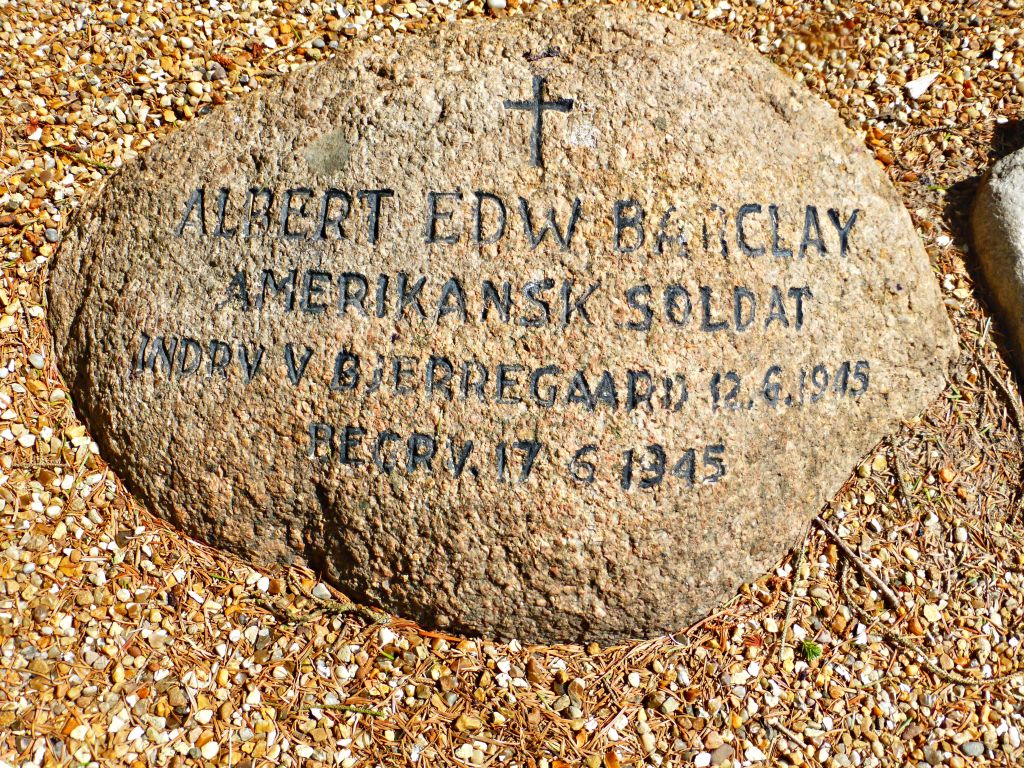 ALBERT EDW BARCLAY
AMERIKANSK SOLDAT
INDRV V BJERREGAARD 12.6.1945
BEGRV. 17 6 1945